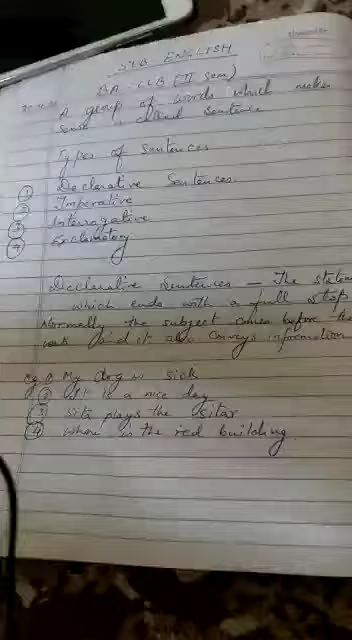 SUB ENGLISH
BA-LLB (II sem)
A group of words which makes
sense called sentence
Types of Sentences
① Declarative Sentences.
② Imperative
③ Interrogative
④ Exclamatory
Declarative Sentences - The
which ends with a full stop
Normally the subject comes before the
and it also conveys information
eg ① My dog is sick
② It is a nice day
③ Sita plays the sitar
④ Where is the red building.